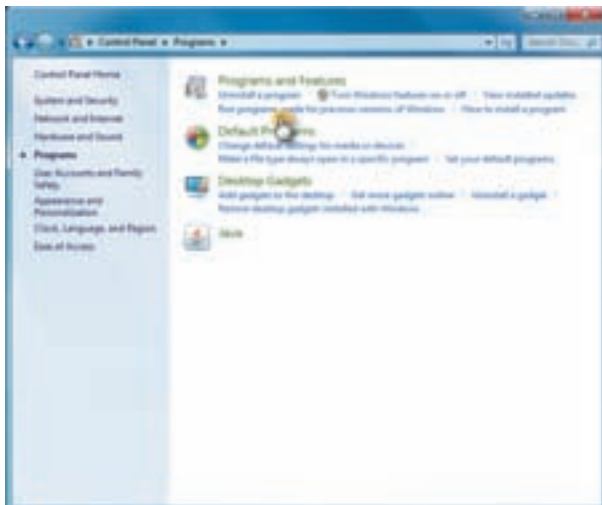 Control Panel ▸ Programs ▸
Control Panel Home
System and Security
Network and Internet
Hardware and Sound
Programs
User Accounts and Family
Safety
Appearance and
Personalization
Clock, Language, and Region
Ease of Access
Programs and Features
Uninstall a program
Turn Windows features on or off
View installed updates
Run programs made for previous versions of Windows
How to install a program
Default Programs
Change default settings for media or devices
Make a file type always open in a specific program
Set your default programs
Desktop Gadgets
Add gadgets to the desktop
Get more gadgets online
Uninstall a gadget
Restore desktop gadgets installed with Windows
Java